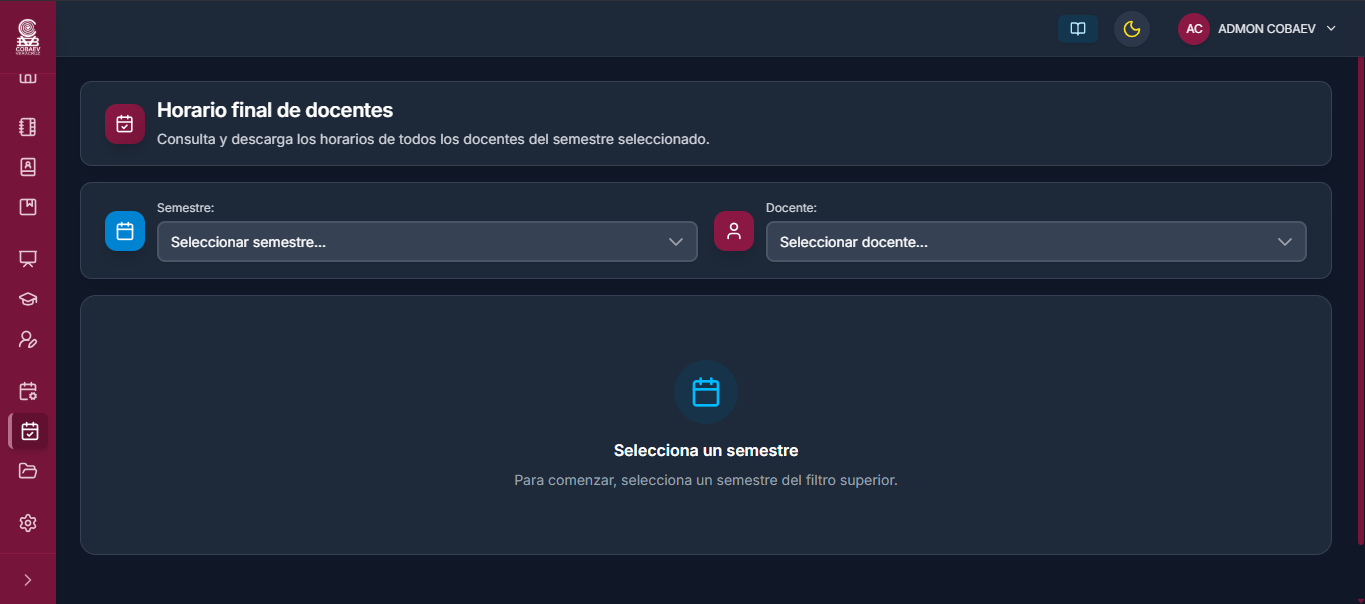 COBAEV
AC
ADMON COBAEV
Horario final de docentes
Consulta y descarga los horarios de todos los docentes del semestre seleccionado.
Semestre:
Docente:
Seleccionar semestre...
Seleccionar docente...
Selecciona un semestre
Para comenzar, selecciona un semestre del filtro superior.